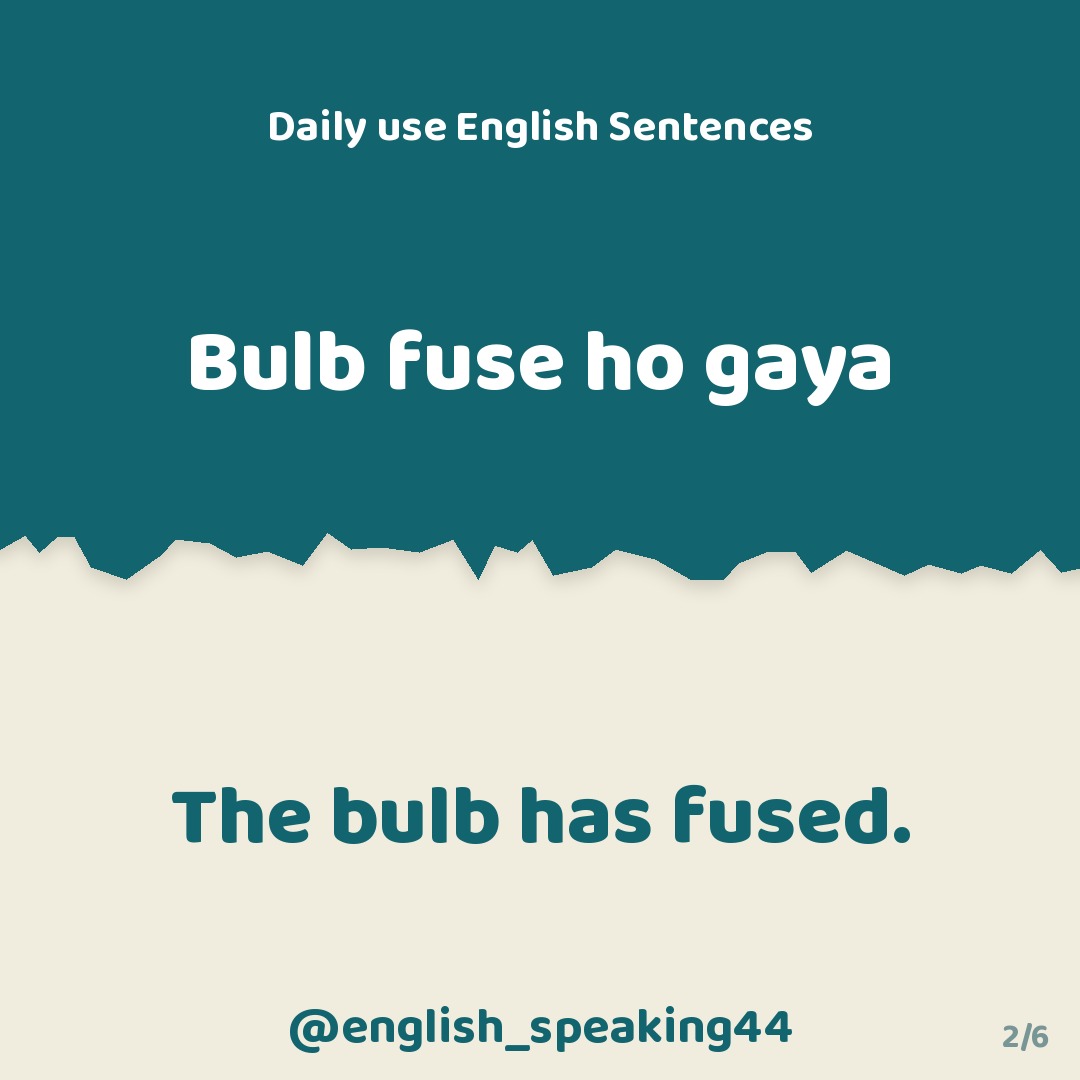 Daily use English Sentences
Bulb fuse ho gaya
The bulb has fused.
@english_speaking44
2/6